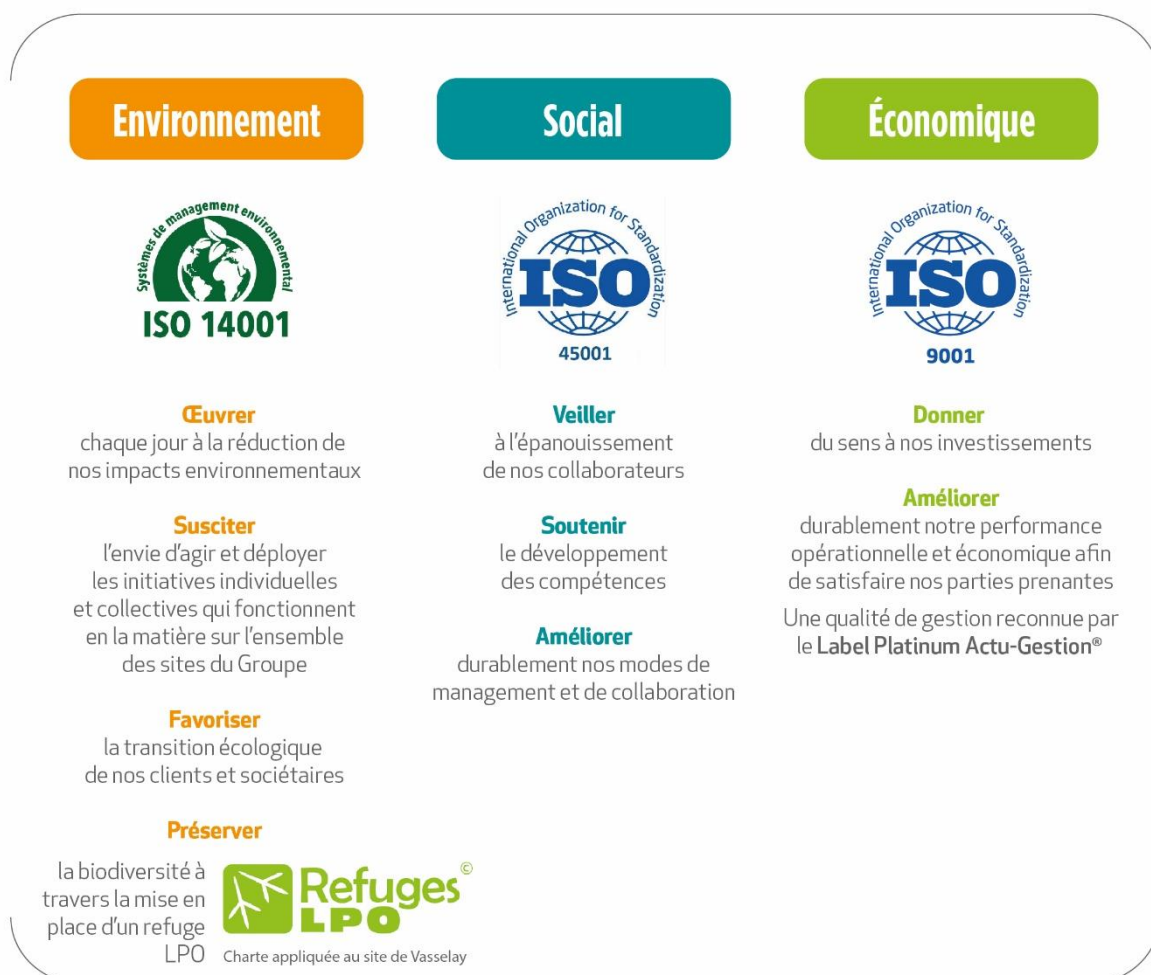 Environnement
Systèmes de management environnemental
ISO 14001
Œuvrer
chaque jour à la réduction de
nos impacts environnementaux
Susciter
l'envie d'agir et déployer
les initiatives individuelles
et collectives qui fonctionnent
en la matière sur l'ensemble
des sites du Groupe
Favoriser
la transition écologique
de nos clients et sociétaires
Préserver
la biodiversité à
travers la mise en
place d'un refuge
LPO
Refuges©
LPO
Charte appliquée au site de Vasselay
Social
International Organization for Standardization
ISO
45001
Veiller
à l'épanouissement
de nos collaborateurs
Soutenir
le développement
des compétences
Améliorer
durablement nos modes de
management et de collaboration
Économique
International Organization for Standardization
ISO
9001
Donner
du sens à nos investissements
Améliorer
durablement notre performance
opérationnelle et économique afin
de satisfaire nos parties prenantes
Une qualité de gestion reconnue par
le Label Platinum Actu-Gestion®